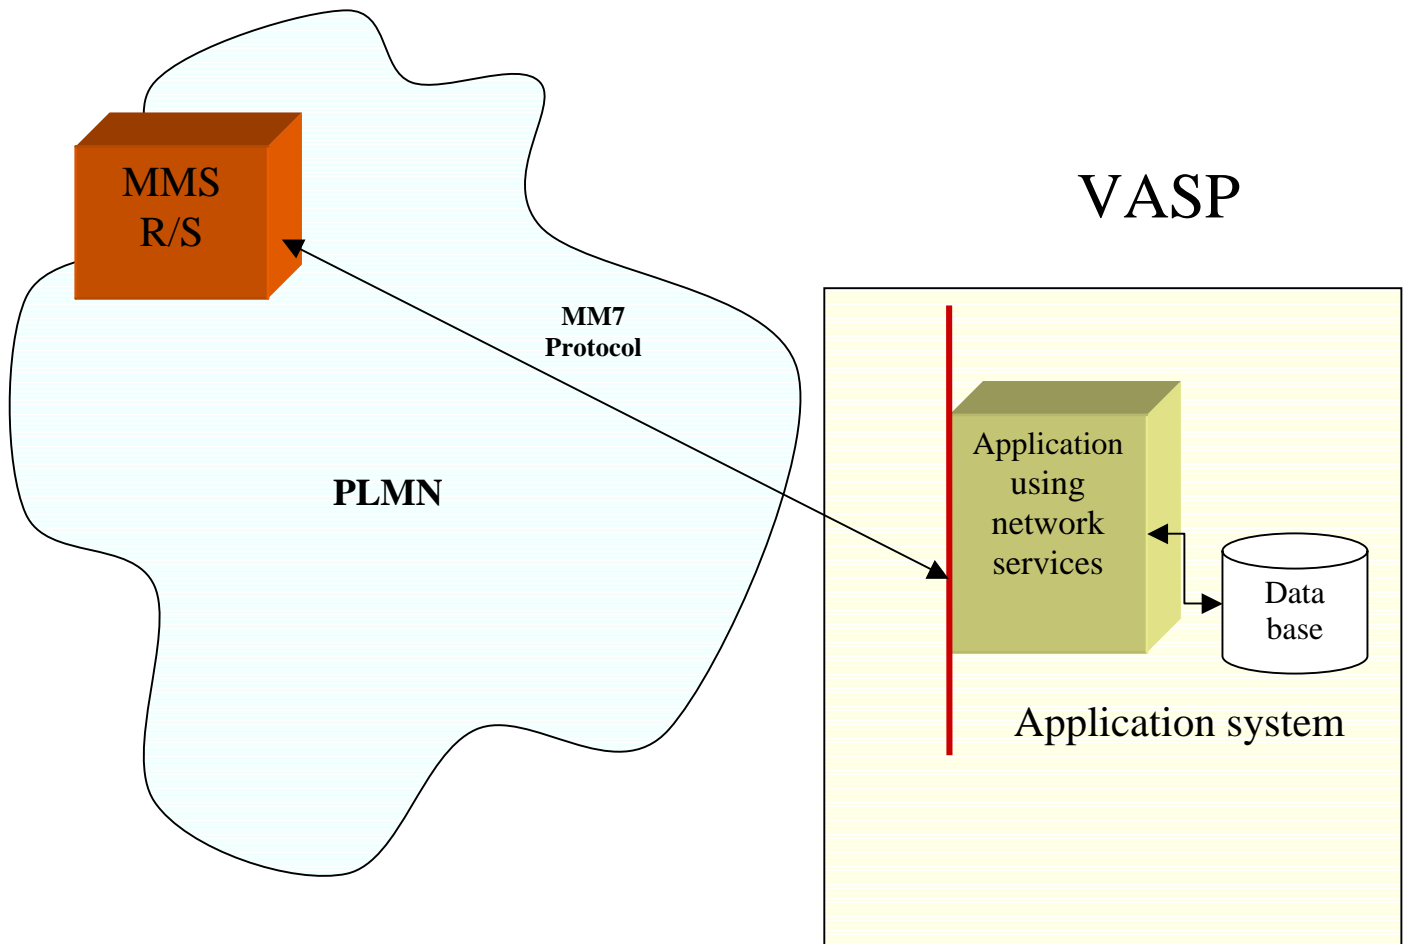 MMS
R/S
VASP
MM7
Protocol
PLMN
Application
using
network
services
Data
base
Application system